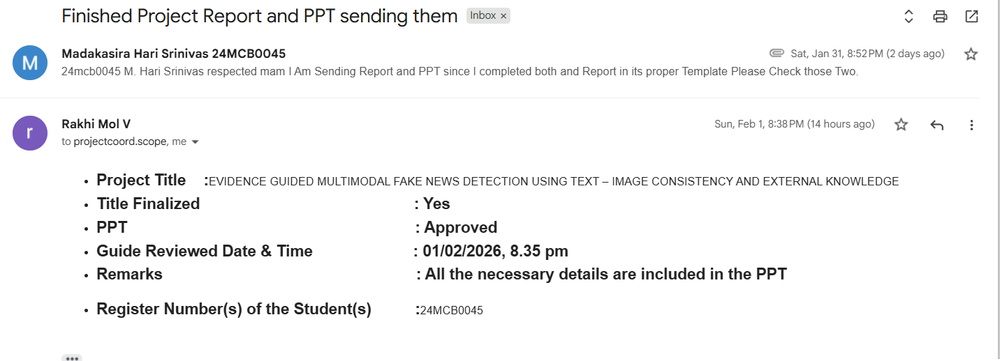 Finished Project Report and PPT sending them Inbox ×
M
Madakasira Hari Srinivas 24MCB0045 Sat, Jan 31, 8:52 PM (2 days ago)
24mcb0045 M. Hari Srinivas respected mam I Am Sending Report and PPT since I completed both and Report in its proper Template Please Check those Two.
r
Rakhi Mol V Sun, Feb 1, 8:38 PM (14 hours ago)
to projectcoord.scope, me
• Project Title :EVIDENCE GUIDED MULTIMODAL FAKE NEWS DETECTION USING TEXT – IMAGE CONSISTENCY AND EXTERNAL KNOWLEDGE
• Title Finalized : Yes
• PPT : Approved
• Guide Reviewed Date & Time : 01/02/2026, 8.35 pm
• Remarks : All the necessary details are included in the PPT
• Register Number(s) of the Student(s) :24MCB0045